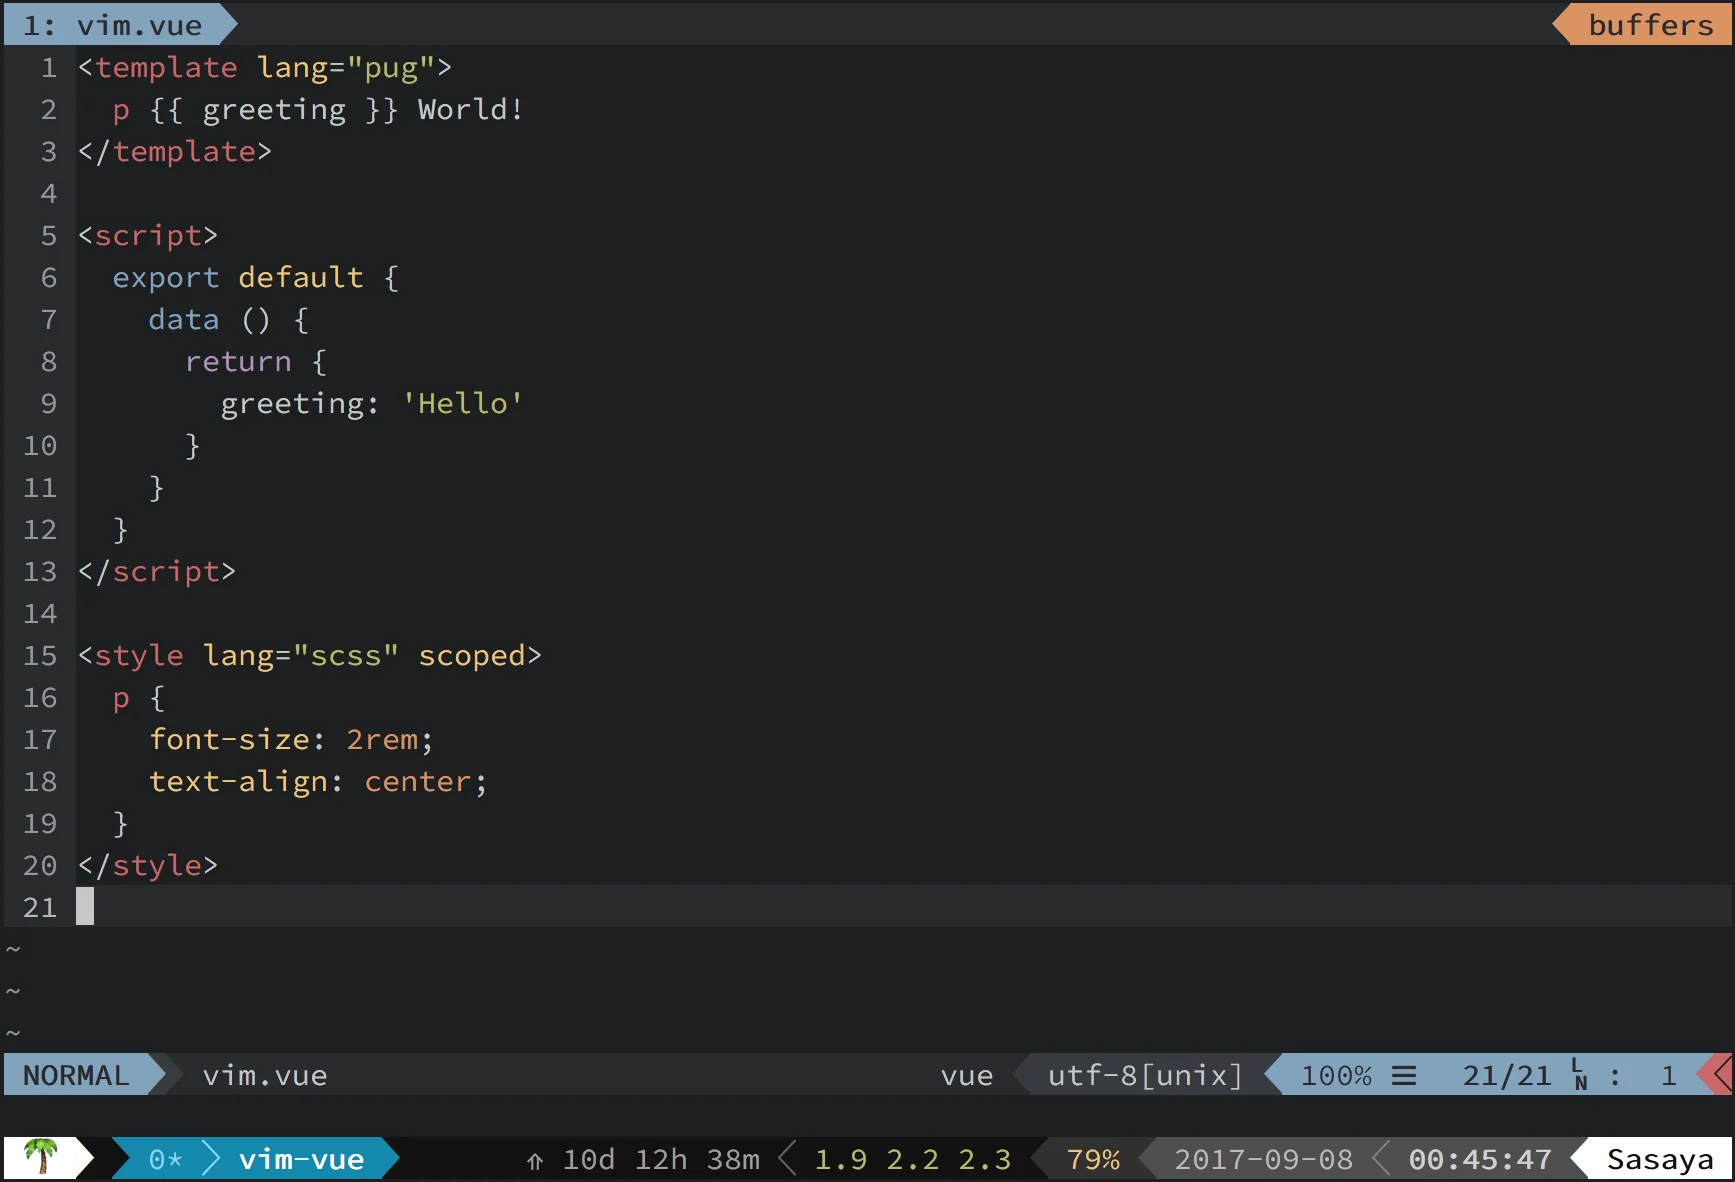 1: vim.vue buffers
1 <template lang="pug">
2   p {{ greeting }} World!
3 </template>
4
5 <script>
6   export default {
7     data () {
8       return {
9         greeting: 'Hello'
10       }
11     }
12   }
13 </script>
14
15 <style lang="scss" scoped>
16   p {
17     font-size: 2rem;
18     text-align: center;
19   }
20 </style>
21
~
~
~
NORMAL vim.vue vue utf-8[unix] 100% ☰ 21/21 LN : 1
0* vim-vue ⇑ 10d 12h 38m 1.9 2.2 2.3 79% 2017-09-08 00:45:47 Sasaya